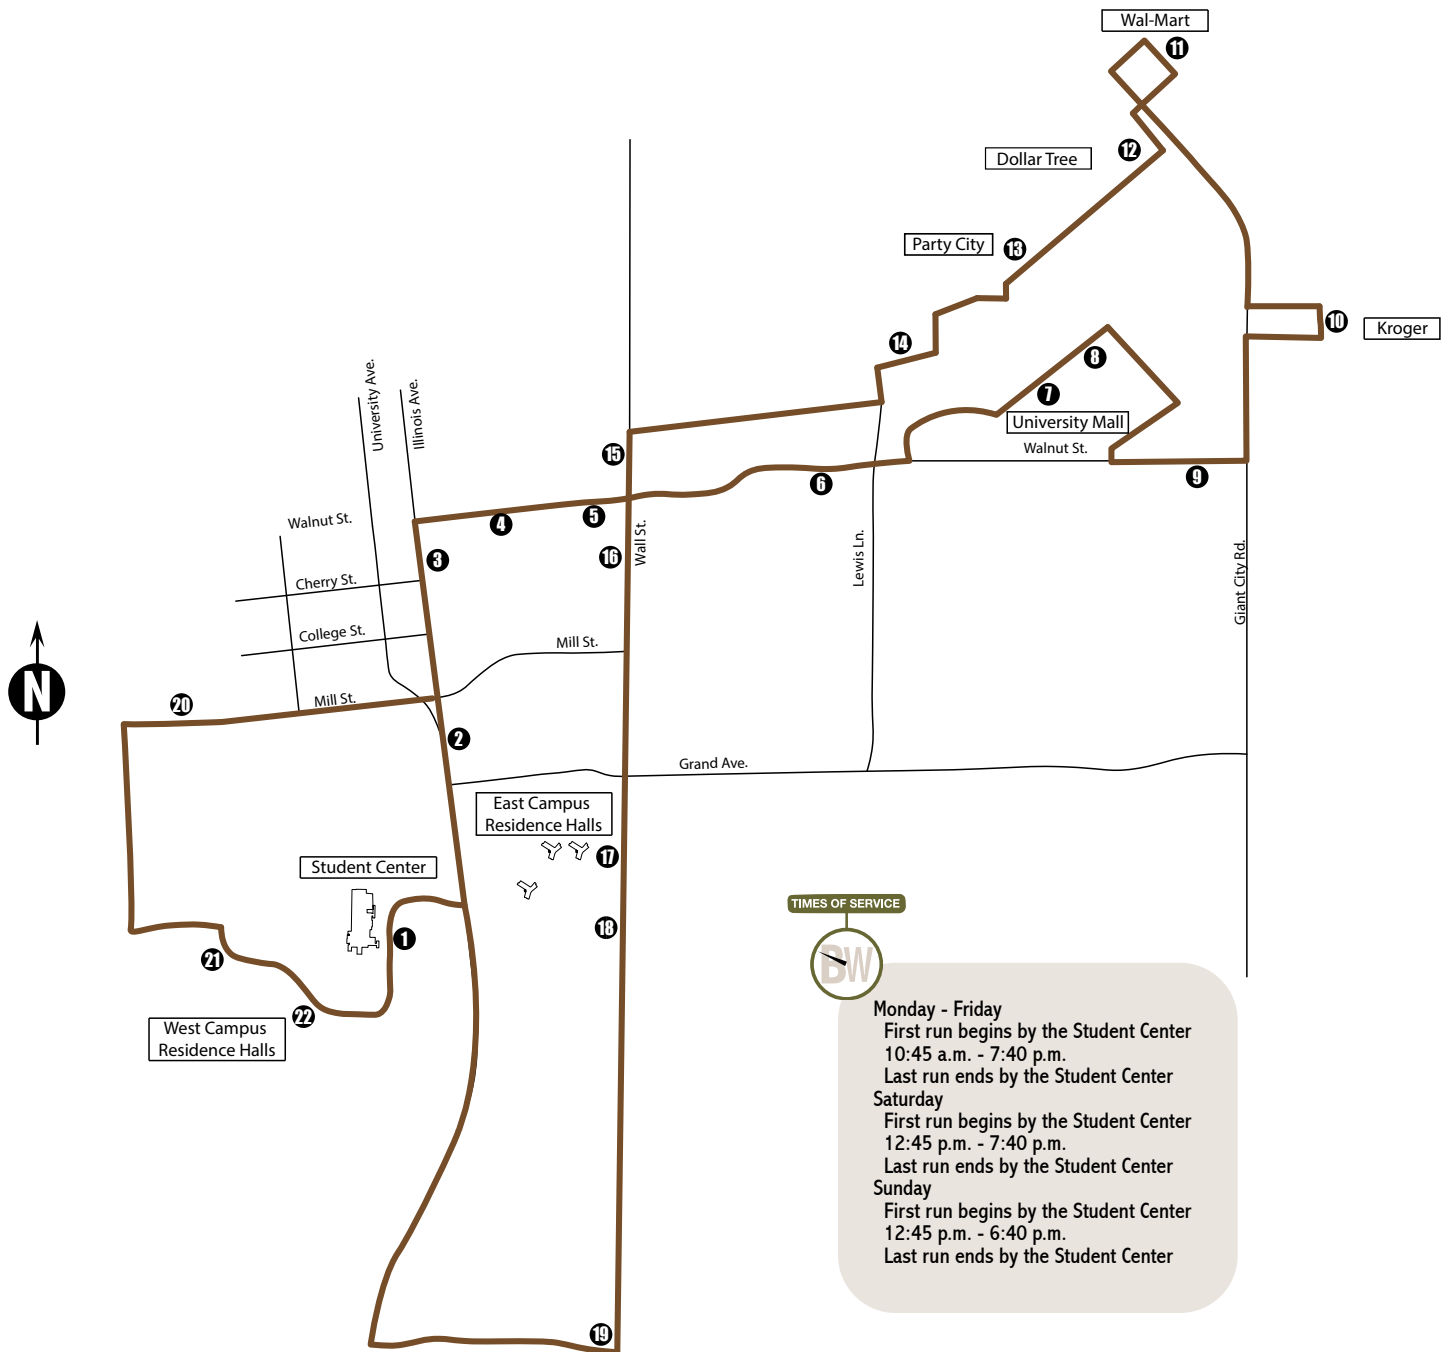 Wal-Mart
11
12
Dollar Tree
Party City
13
10
Kroger
14
8
7
University Mall
Walnut St.
9
University Ave.
Illinois Ave.
15
6
5
4
Walnut St.
3
16
Wall St.
Lewis Ln.
Giant City Rd.
Cherry St.
College St.
Mill St.
N
20
Mill St.
2
Grand Ave.
East Campus
Residence Halls
17
Student Center
18
1
21
22
West Campus
Residence Halls
19
TIMES OF SERVICE
BW
Monday - Friday
First run begins by the Student Center
10:45 a.m. - 7:40 p.m.
Last run ends by the Student Center
Saturday
First run begins by the Student Center
12:45 p.m. - 7:40 p.m.
Last run ends by the Student Center
Sunday
First run begins by the Student Center
12:45 p.m. - 6:40 p.m.
Last run ends by the Student Center